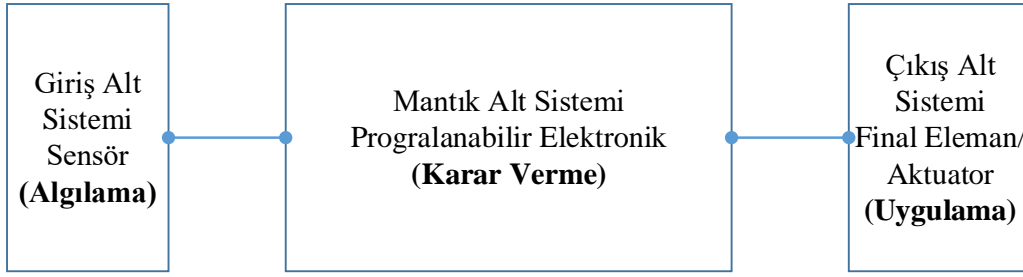 Giriş Alt
Sistemi
Sensör
(Algılama)
Mantık Alt Sistemi
Progralanabilir Elektronik
(Karar Verme)
Çıkış Alt
Sistemi
Final Eleman/
Aktuator
(Uygulama)